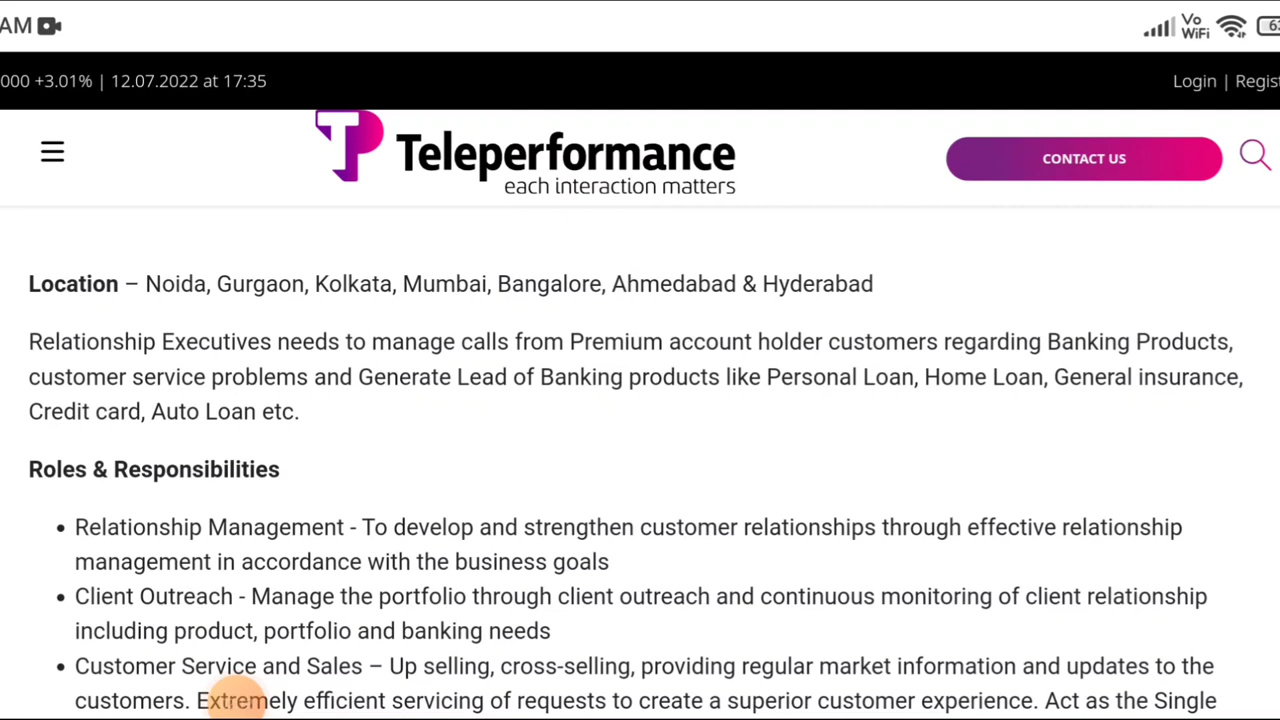 AM Vo
WiFi 63
000 +3.01% | 12.07.2022 at 17:35 Login | Regist
TP Teleperformance
each interaction matters
CONTACT US
Location – Noida, Gurgaon, Kolkata, Mumbai, Bangalore, Ahmedabad & Hyderabad
Relationship Executives needs to manage calls from Premium account holder customers regarding Banking Products,
customer service problems and Generate Lead of Banking products like Personal Loan, Home Loan, General insurance,
Credit card, Auto Loan etc.
Roles & Responsibilities
• Relationship Management - To develop and strengthen customer relationships through effective relationship
management in accordance with the business goals
• Client Outreach - Manage the portfolio through client outreach and continuous monitoring of client relationship
including product, portfolio and banking needs
• Customer Service and Sales – Up selling, cross-selling, providing regular market information and updates to the
customers. Extremely efficient servicing of requests to create a superior customer experience. Act as the Single